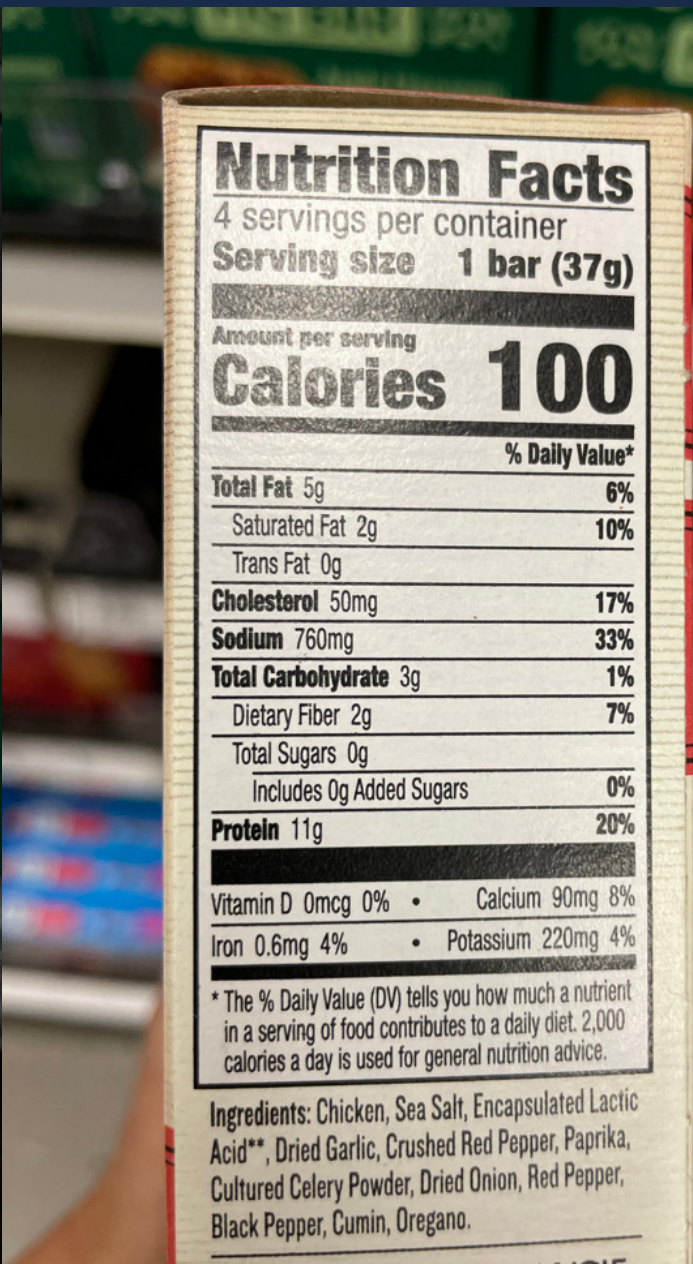 Nutrition Facts
4 servings per container
Serving size 1 bar (37g)
Amount per serving
Calories 100
% Daily Value*
Total Fat 5g 6%
Saturated Fat 2g 10%
Trans Fat 0g
Cholesterol 50mg 17%
Sodium 760mg 33%
Total Carbohydrate 3g 1%
Dietary Fiber 2g 7%
Total Sugars 0g
Includes 0g Added Sugars 0%
Protein 11g 20%
Vitamin D 0mcg 0% • Calcium 90mg 8%
Iron 0.6mg 4% • Potassium 220mg 4%
* The % Daily Value (DV) tells you how much a nutrient
in a serving of food contributes to a daily diet. 2,000
calories a day is used for general nutrition advice.
Ingredients: Chicken, Sea Salt, Encapsulated Lactic
Acid**, Dried Garlic, Crushed Red Pepper, Paprika,
Cultured Celery Powder, Dried Onion, Red Pepper,
Black Pepper, Cumin, Oregano.